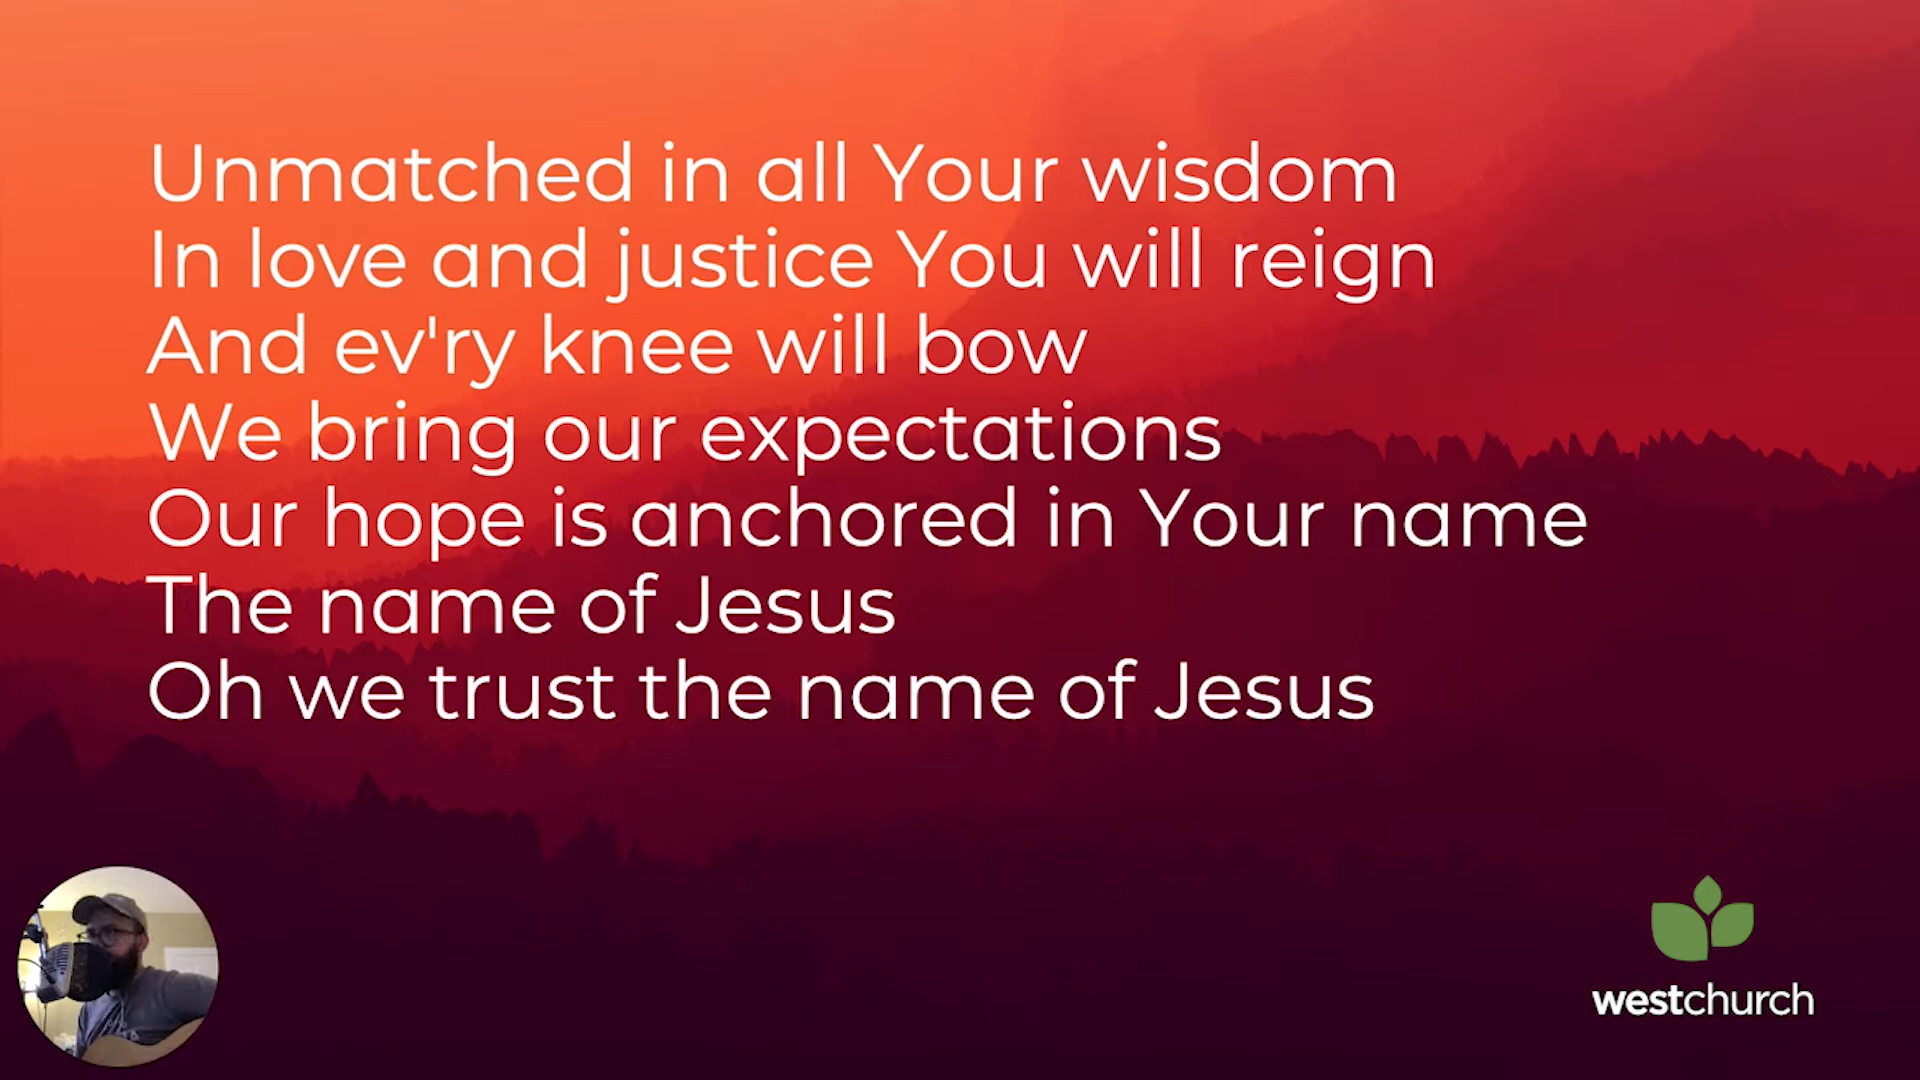 Unmatched in all Your wisdom
In love and justice You will reign
And ev'ry knee will bow
We bring our expectations
Our hope is anchored in Your name
The name of Jesus
Oh we trust the name of Jesus
westchurch